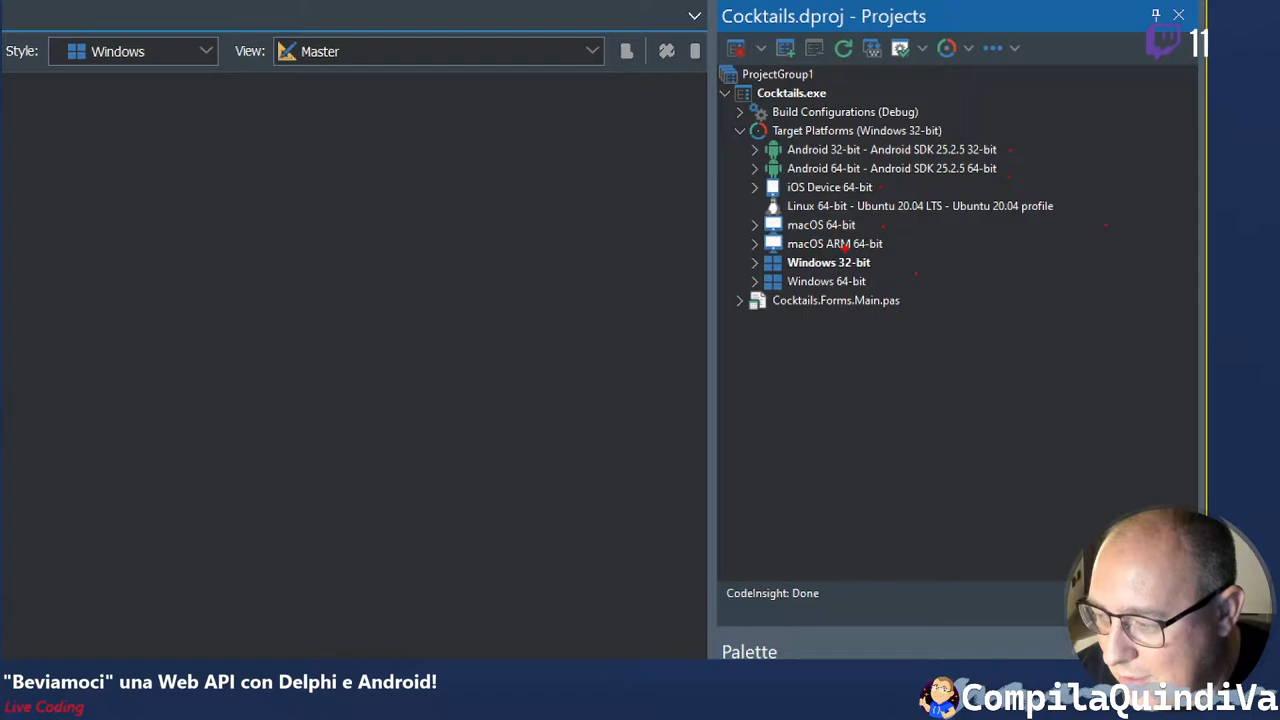 Cocktails.dproj - Projects
11
Style:
Windows
View:
Master
ProjectGroup1
Cocktails.exe
Build Configurations (Debug)
Target Platforms (Windows 32-bit)
Android 32-bit - Android SDK 25.2.5 32-bit
Android 64-bit - Android SDK 25.2.5 64-bit
iOS Device 64-bit
Linux 64-bit - Ubuntu 20.04 LTS - Ubuntu 20.04 profile
macOS 64-bit
macOS ARM 64-bit
Windows 32-bit
Windows 64-bit
Cocktails.Forms.Main.pas
CodeInsight: Done
Palette
"Beviamoci" una Web API con Delphi e Android!
Live Coding
CompilaQuindiVa